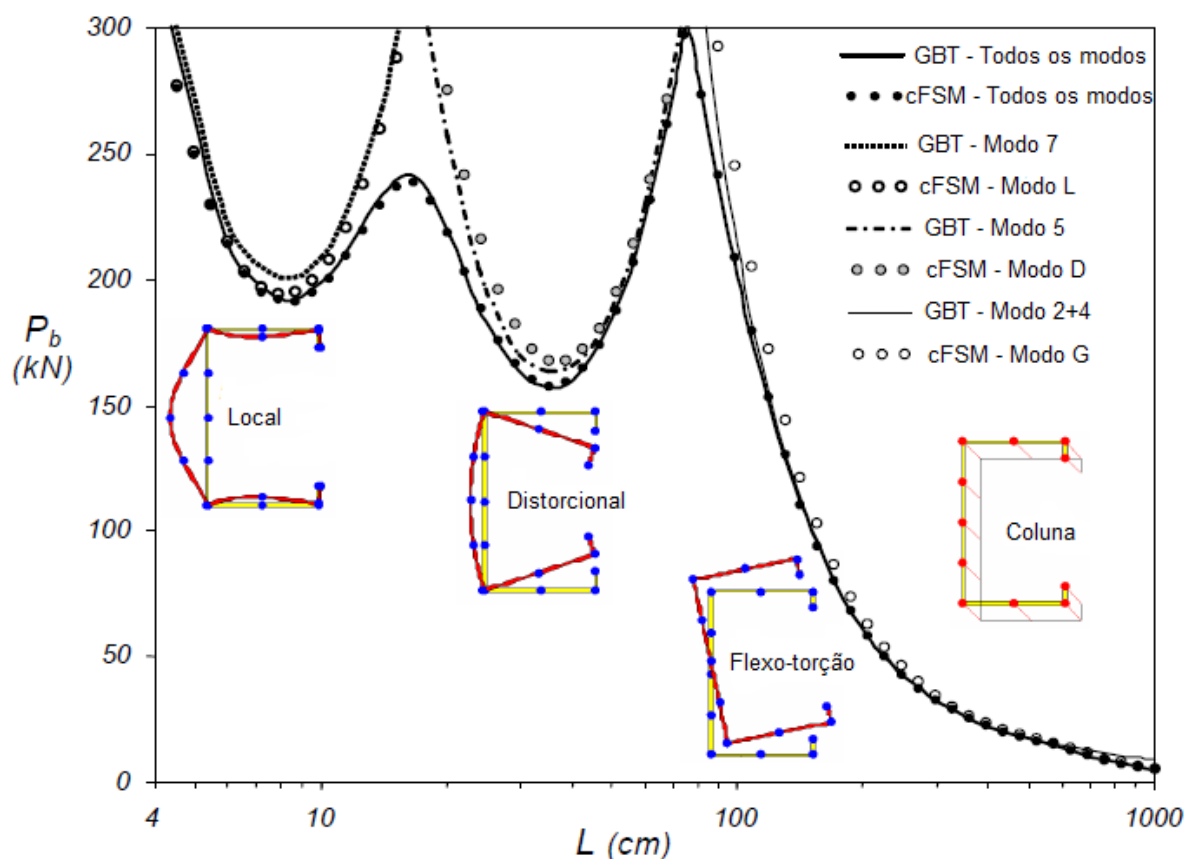 300
250
200
150
100
50
0
P_b
(kN)
GBT - Todos os modos
cFSM - Todos os modos
GBT - Modo 7
cFSM - Modo L
GBT - Modo 5
cFSM - Modo D
GBT - Modo 2+4
cFSM - Modo G
Local
Distorcional
Flexo-torção
Coluna
4
10
100
1000
L (cm)